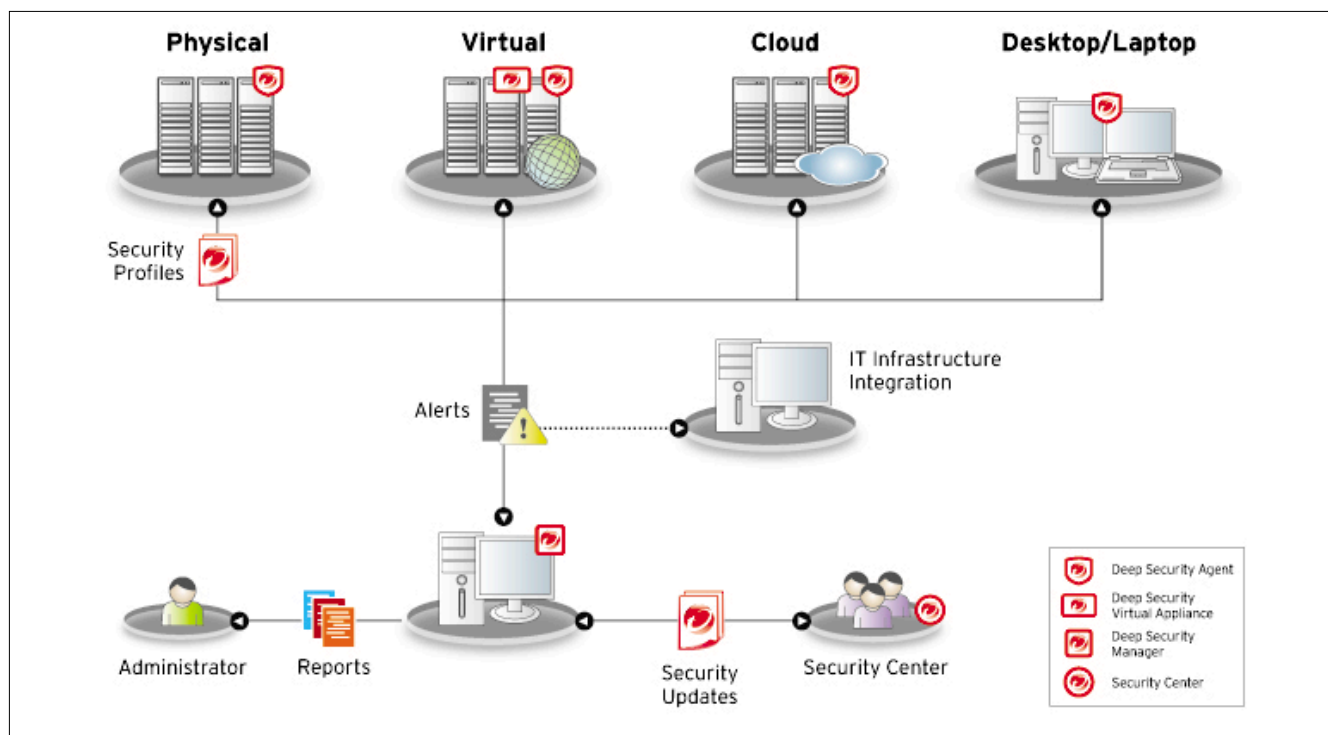 Physical
Virtual
Cloud
Desktop/Laptop
Security
Profiles
IT Infrastructure
Integration
Alerts
Administrator
Reports
Security
Updates
Security Center
Deep Security Agent
Deep Security
Virtual Appliance
Deep Security
Manager
Security Center